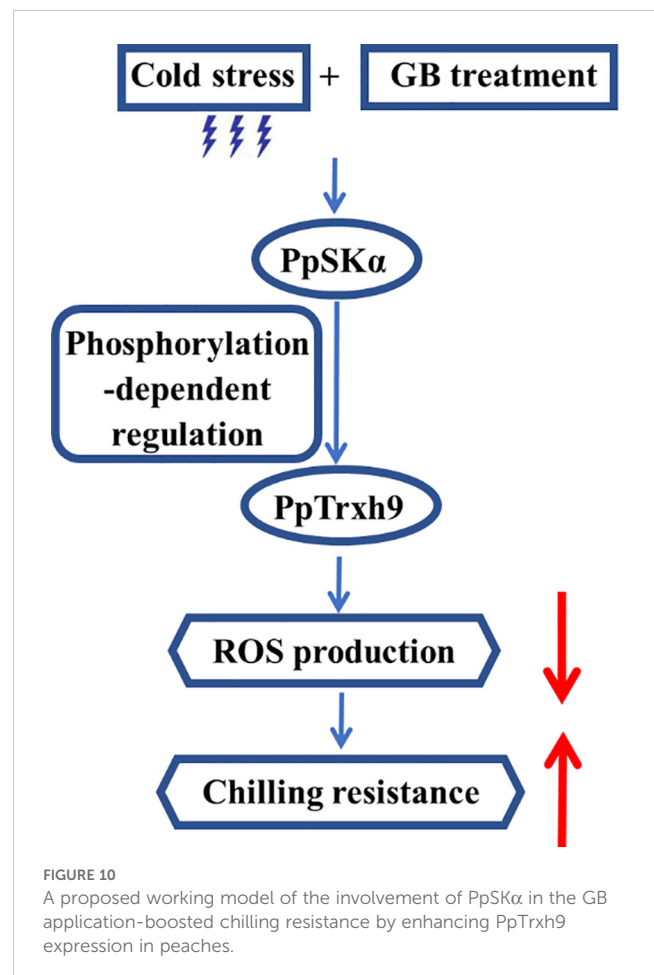 Cold stress + GB treatment
PpSKα
Phosphorylation
-dependent
regulation
PpTrxh9
ROS production
Chilling resistance
FIGURE 10
A proposed working model of the involvement of PpSKα in the GB
application-boosted chilling resistance by enhancing PpTrxh9
expression in peaches.